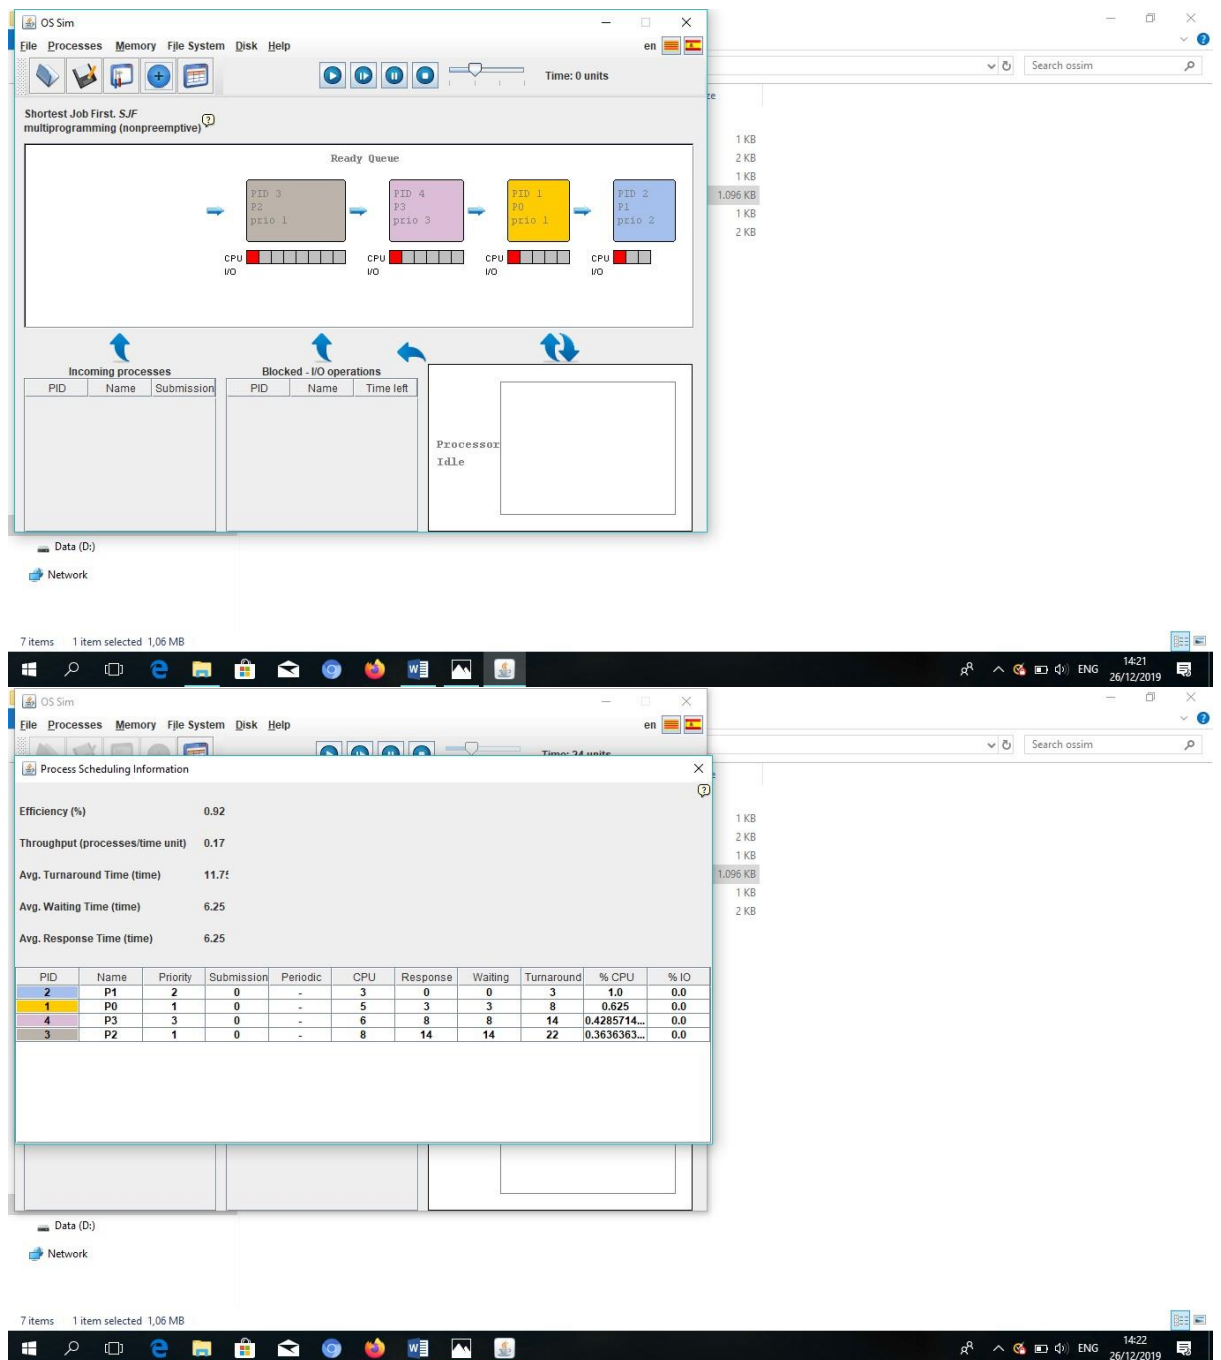 OS Sim
File Processes Memory File System Disk Help en
Time: 0 units
Search ossim
Shortest Job First. SJF
multiprogramming (nonpreemptive)
Ready Queue
PID 3 PID 4 PID 1 PID 2
P2 P3 P0 P1
prio 1 prio 3 prio 1 prio 2
CPU CPU CPU CPU
I/O I/O I/O I/O
1 KB
2 KB
1 KB
1.096 KB
1 KB
2 KB
Incoming processes Blocked - I/O operations
PID Name Submission PID Name Time left
Processor
Idle
Data (D:)
Network
7 items 1 item selected 1,06 MB
ENG 14:21
26/12/2019
OS Sim
File Processes Memory File System Disk Help en
Time: 24 units
Search ossim
Process Scheduling Information
Efficiency (%) 0.92
Throughput (processes/time unit) 0.17
Avg. Turnaround Time (time) 11.75
Avg. Waiting Time (time) 6.25
Avg. Response Time (time) 6.25
PID Name Priority Submission Periodic CPU Response Waiting Turnaround % CPU % IO
2 P1 2 0 - 3 0 0 3 1.0 0.0
1 P0 1 0 - 5 3 3 8 0.625 0.0
4 P3 3 0 - 6 8 8 14 0.4285714... 0.0
3 P2 1 0 - 8 14 14 22 0.3636363... 0.0
1 KB
2 KB
1 KB
1.096 KB
1 KB
2 KB
Data (D:)
Network
7 items 1 item selected 1,06 MB
ENG 14:22
26/12/2019